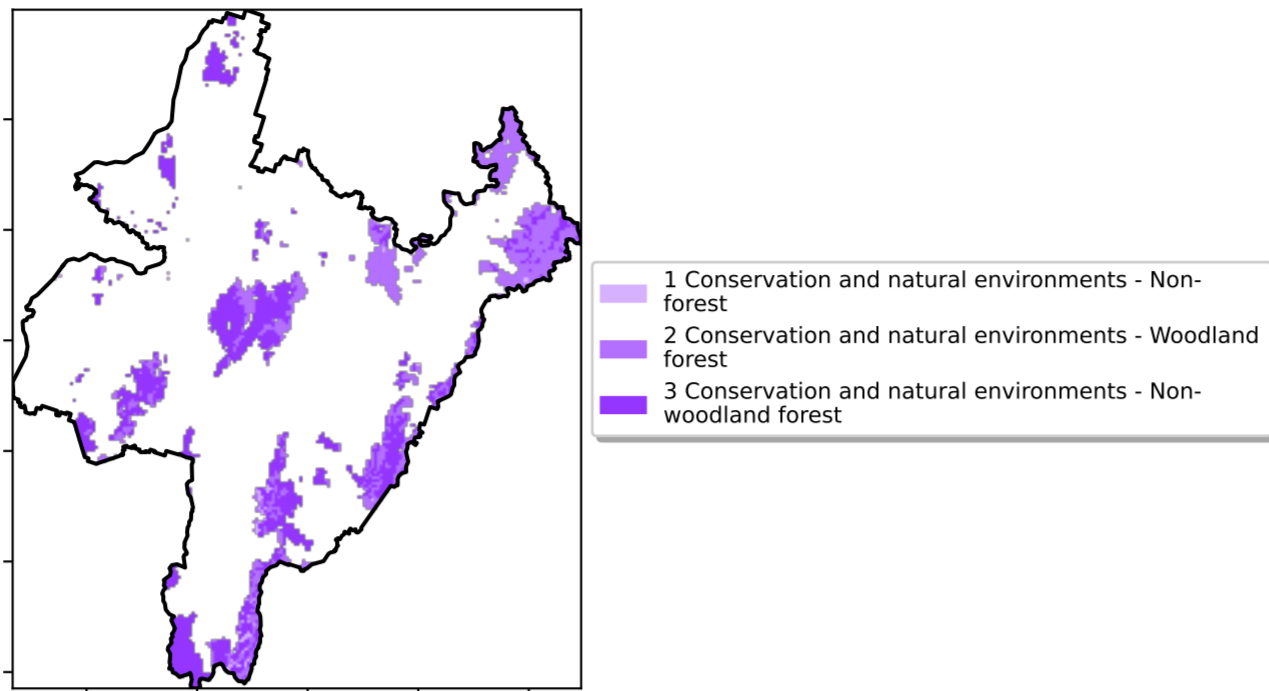 1 Conservation and natural environments - Non-
forest
2 Conservation and natural environments - Woodland
forest
3 Conservation and natural environments - Non-
woodland forest